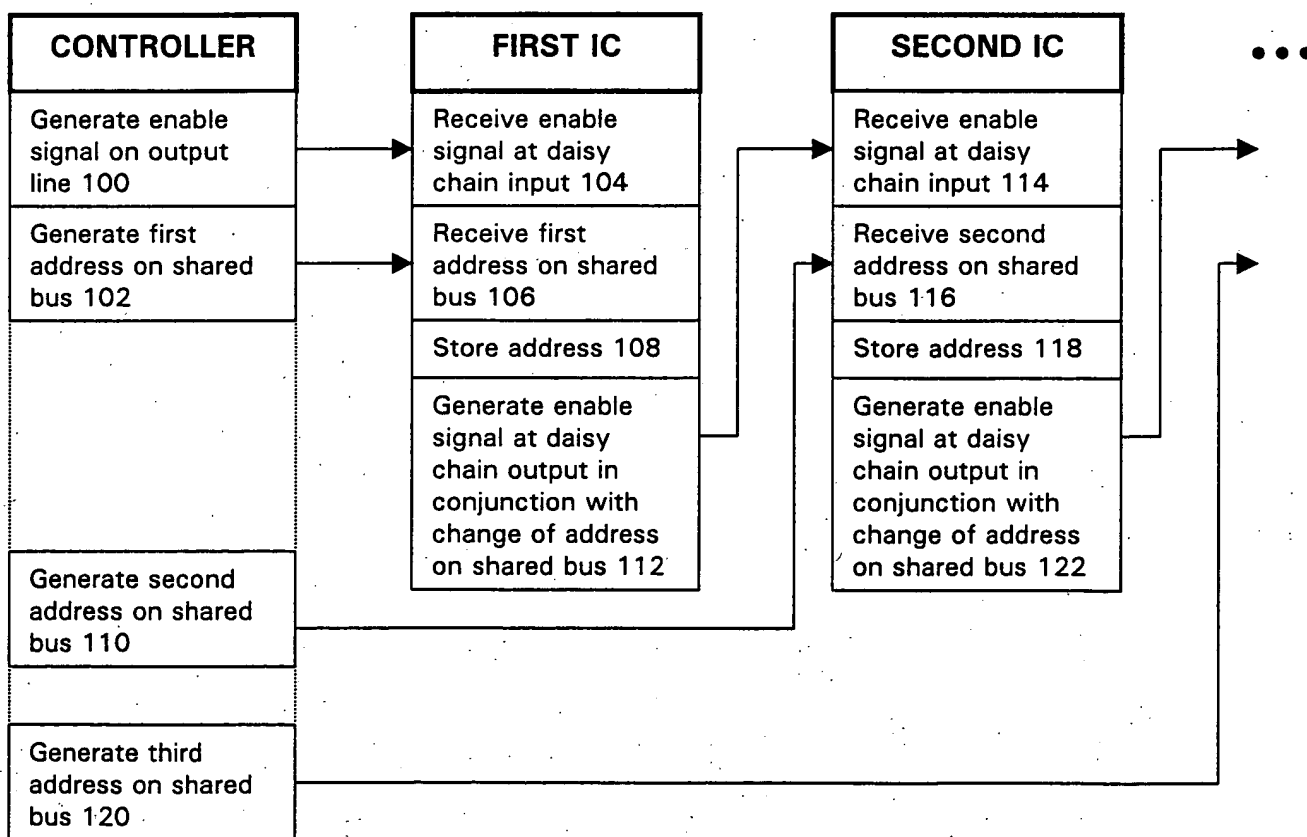 CONTROLLER
Generate enable
signal on output
line 100
Generate first
address on shared
bus 102
Generate second
address on shared
bus 110
Generate third
address on shared
bus 120
FIRST IC
Receive enable
signal at daisy
chain input 104
Receive first
address on shared
bus 106
Store address 108
Generate enable
signal at daisy
chain output in
conjunction with
change of address
on shared bus 112
SECOND IC
Receive enable
signal at daisy
chain input 114
Receive second
address on shared
bus 116
Store address 118
Generate enable
signal at daisy
chain output in
conjunction with
change of address
on shared bus 122
• • •